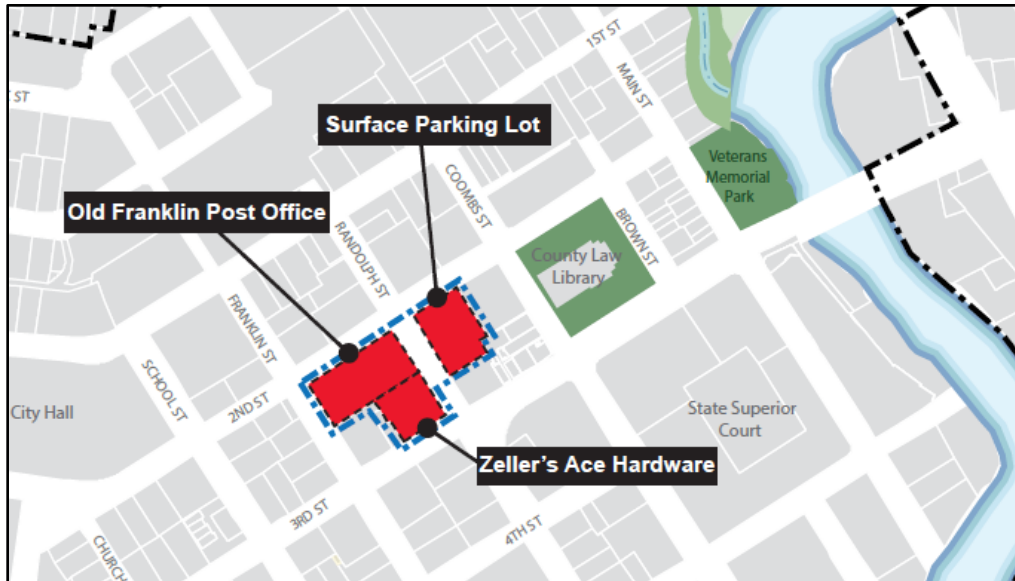 1ST ST
MAIN ST
ST
Surface Parking Lot
Veterans
Memorial
Park
COOMBS ST
Old Franklin Post Office
RANDOLPH ST
BROWN ST
County Law
Library
FRANKLIN ST
SCHOOL ST
2ND ST
City Hall
State Superior
Court
Zeller's Ace Hardware
3RD ST
4TH ST
CHURCH